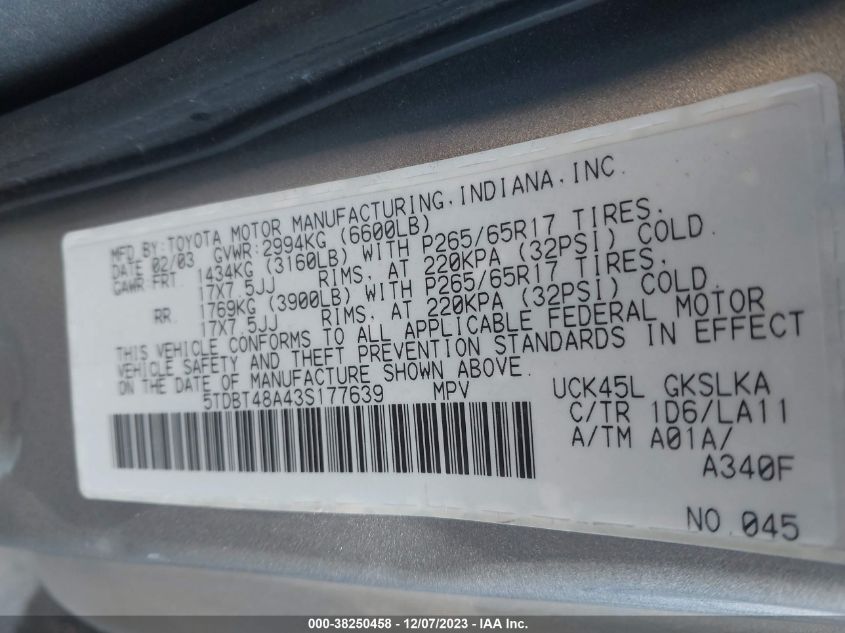 MFD.BY:TOYOTA MOTOR MANUFACTURING,INDIANA,INC.
DATE 02/03 GVWR:2994KG (6600LB)
GAWR:FRT. 1434KG (3160LB) WITH P265/65R17 TIRES.
17X7.5JJ RIMS, AT 220KPA (32PSI) COLD.
RR. 1769KG (3900LB) WITH P265/65R17 TIRES.
17X7.5JJ RIMS, AT 220KPA (32PSI) COLD.
THIS VEHICLE CONFORMS TO ALL APPLICABLE FEDERAL MOTOR
VEHICLE SAFETY AND THEFT PREVENTION STANDARDS IN EFFECT
ON THE DATE OF MANUFACTURE SHOWN ABOVE.
5TDBT48A43S177639 MPV UCK45L GKSLKA
C/TR 1D6/LA11
A/TM A01A/
A340F
NO.045
000-38250458 - 12/07/2023 - IAA Inc.